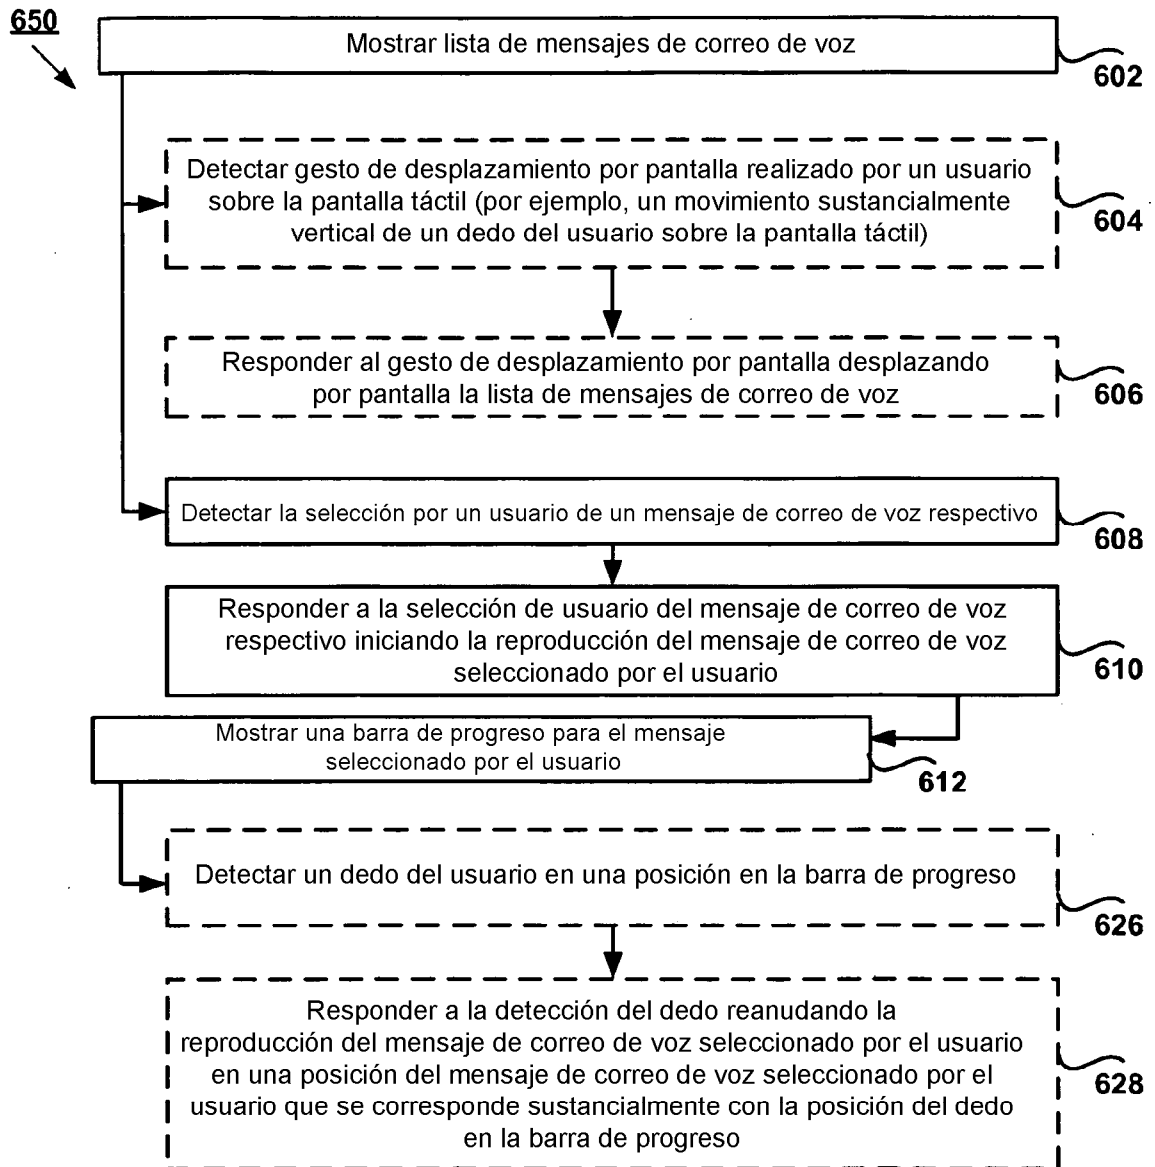 650
Mostrar lista de mensajes de correo de voz
602
Detectar gesto de desplazamiento por pantalla realizado por un usuario
sobre la pantalla táctil (por ejemplo, un movimiento sustancialmente
vertical de un dedo del usuario sobre la pantalla táctil)
604
Responder al gesto de desplazamiento por pantalla desplazando
por pantalla la lista de mensajes de correo de voz
606
Detectar la selección por un usuario de un mensaje de correo de voz respectivo
608
Responder a la selección de usuario del mensaje de correo de voz
respectivo iniciando la reproducción del mensaje de correo de voz
seleccionado por el usuario
610
Mostrar una barra de progreso para el mensaje
seleccionado por el usuario
612
Detectar un dedo del usuario en una posición en la barra de progreso
626
Responder a la detección del dedo reanudando la
reproducción del mensaje de correo de voz seleccionado por el usuario
en una posición del mensaje de correo de voz seleccionado por el
usuario que se corresponde sustancialmente con la posición del dedo
en la barra de progreso
628